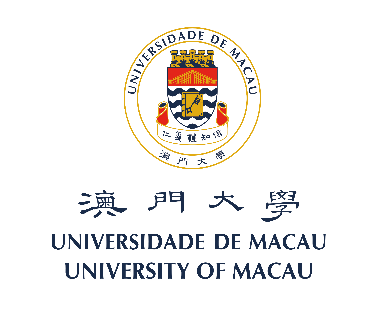 UNIVERSIDADE DE MACAU
仁義禮知信
澳門大學
澳門大學
UNIVERSIDADE DE MACAU
UNIVERSITY OF MACAU